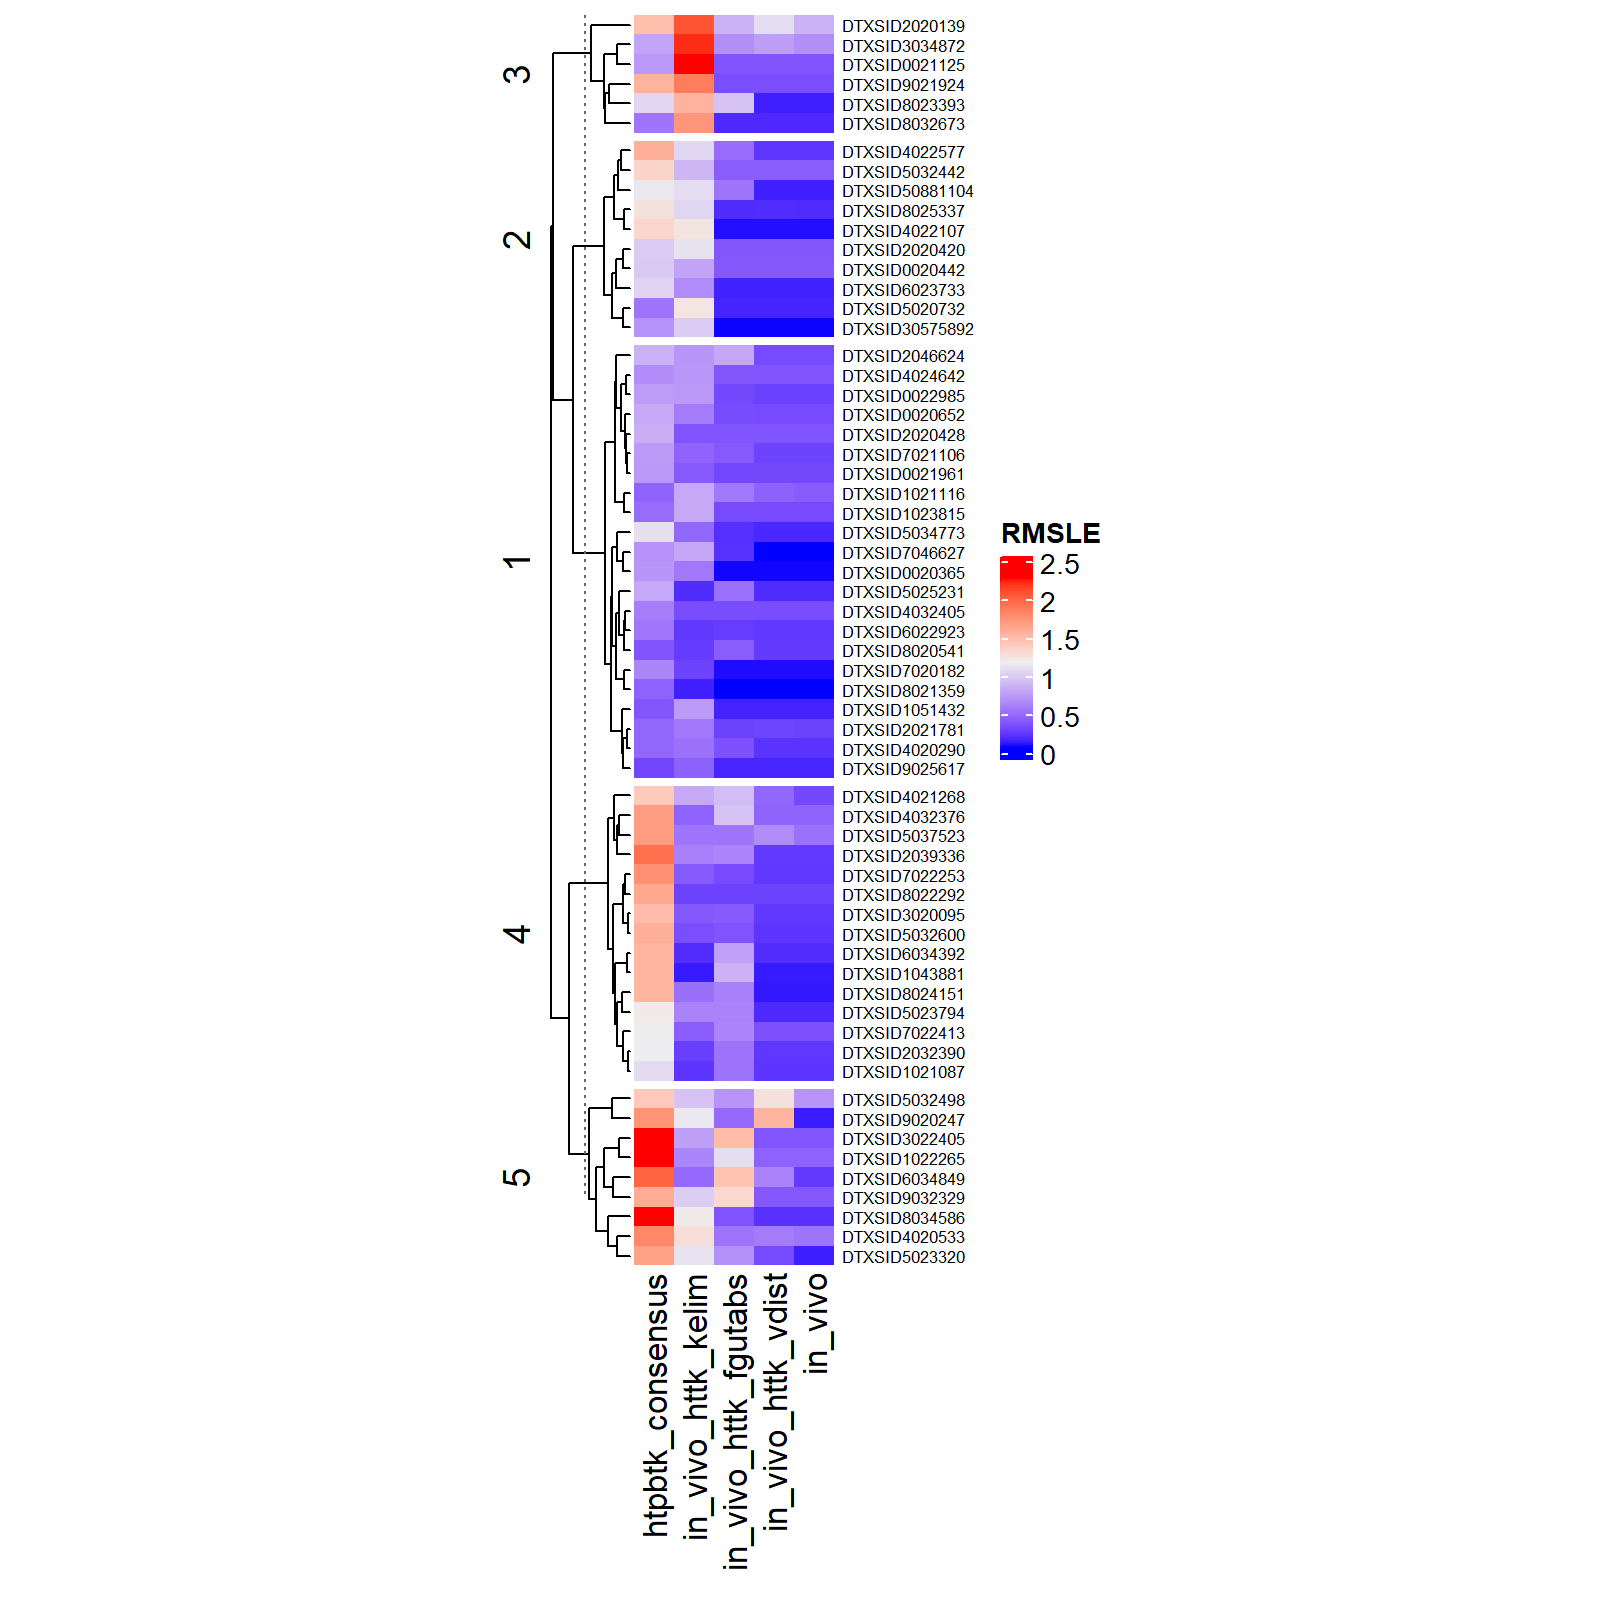 3
DTXSID2020139
DTXSID3034872
DTXSID0021125
DTXSID9021924
DTXSID8023393
DTXSID8032673
2
DTXSID4022577
DTXSID5032442
DTXSID50881104
DTXSID8025337
DTXSID4022107
DTXSID2020420
DTXSID0020442
DTXSID6023733
DTXSID5020732
DTXSID30575892
1
DTXSID2046624
DTXSID4024642
DTXSID0022985
DTXSID0020652
DTXSID2020428
DTXSID7021106
DTXSID0021961
DTXSID1021116
DTXSID1023815
DTXSID5034773
DTXSID7046627
DTXSID0020365
DTXSID5025231
DTXSID4032405
DTXSID6022923
DTXSID8020541
DTXSID7020182
DTXSID8021359
DTXSID1051432
DTXSID2021781
DTXSID4020290
DTXSID9025617
4
DTXSID4021268
DTXSID4032376
DTXSID5037523
DTXSID2039336
DTXSID7022253
DTXSID8022292
DTXSID3020095
DTXSID5032600
DTXSID6034392
DTXSID1043881
DTXSID8024151
DTXSID5023794
DTXSID7022413
DTXSID2032390
DTXSID1021087
5
DTXSID5032498
DTXSID9020247
DTXSID3022405
DTXSID1022265
DTXSID6034849
DTXSID9032329
DTXSID8034586
DTXSID4020533
DTXSID5023320
htpbtk_consensus
in_vivo_httk_kelim
in_vivo_httk_fgutabs
in_vivo_httk_vdist
in_vivo
RMSLE
2.5
2
1.5
1
0.5
0